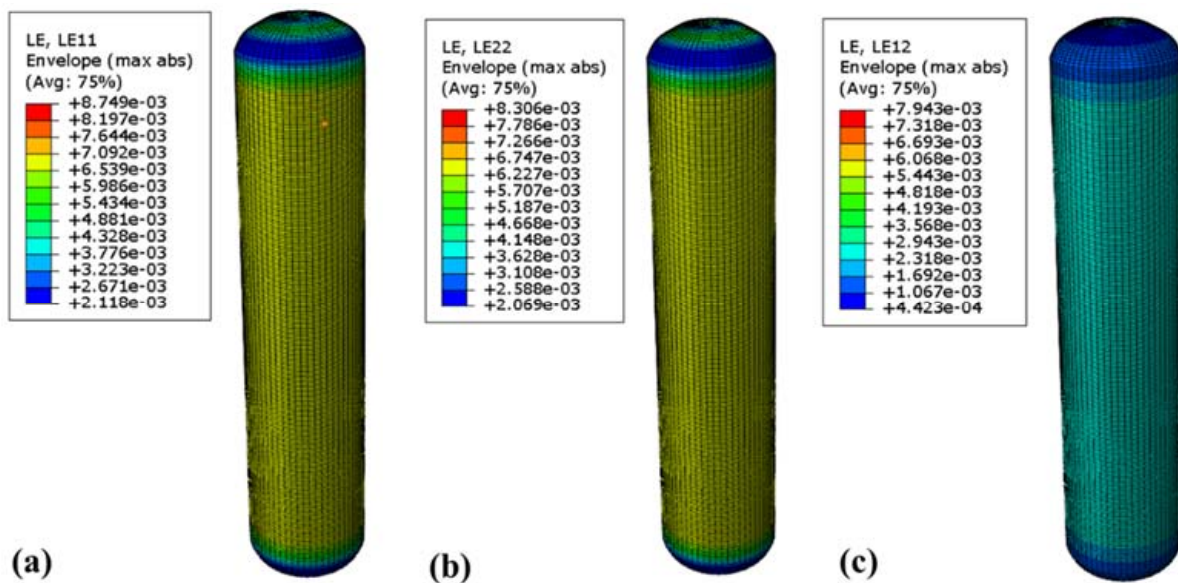 LE, LE11
Envelope (max abs)
(Avg: 75%)
+8.749e-03
+8.197e-03
+7.644e-03
+7.092e-03
+6.539e-03
+5.986e-03
+5.434e-03
+4.881e-03
+4.328e-03
+3.776e-03
+3.223e-03
+2.671e-03
+2.118e-03
(a)
LE, LE22
Envelope (max abs)
(Avg: 75%)
+8.306e-03
+7.786e-03
+7.266e-03
+6.747e-03
+6.227e-03
+5.707e-03
+5.187e-03
+4.668e-03
+4.148e-03
+3.628e-03
+3.108e-03
+2.588e-03
+2.069e-03
(b)
LE, LE12
Envelope (max abs)
(Avg: 75%)
+7.943e-03
+7.318e-03
+6.693e-03
+6.068e-03
+5.443e-03
+4.818e-03
+4.193e-03
+3.568e-03
+2.943e-03
+2.318e-03
+1.692e-03
+1.067e-03
+4.423e-04
(c)